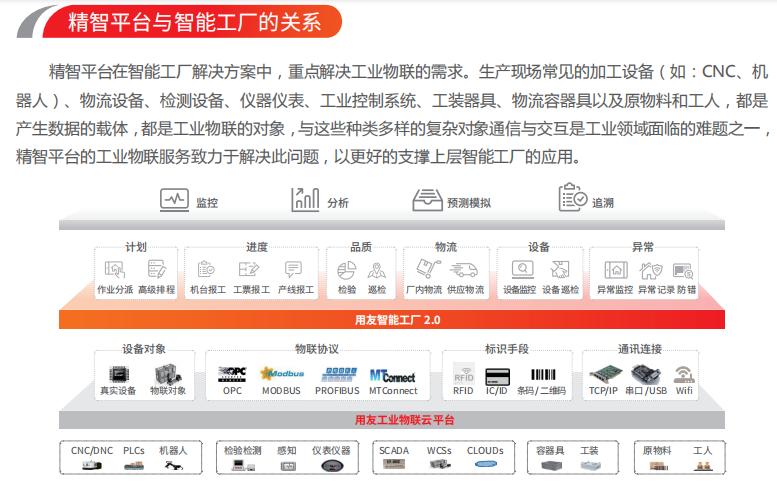 精智平台与智能工厂的关系
精智平台在智能工厂解决方案中，重点解决工业物联的需求。生产现场常见的加工设备（如：CNC、机
器人）、物流设备、检测设备、仪器仪表、工业控制系统、工装器具、物流容器具以及原物料和工人，都是
产生数据的载体，都是工业物联的对象，与这些种类多样的复杂对象通信与交互是工业领域面临的难题之一，
精智平台的工业物联服务致力于解决此问题，以更好的支撑上层智能工厂的应用。
监控 分析 预测模拟 追溯
计划 进度 品质 物流 设备 异常
作业分派 高级排程 机台报工 工票报工 产线报工 检验 巡检 厂内物流 供应物流 设备监控 设备巡检 异常监控 异常记录 防错
用友智能工厂 2.0
设备对象 物联协议 标识手段 通讯连接
OPC Modbus PROFIBUS MTConnect RFID
真实设备 物联对象 OPC MODBUS PROFIBUS MTConnect RFID IC/ID 条码/二维码 TCP/IP 串口/USB Wifi
用友工业物联云平台
CNC/DNC PLCs 机器人 检验检测 感知 仪表仪器 SCADA WCSs CLOUDs 容器具 工装 原物料 工人